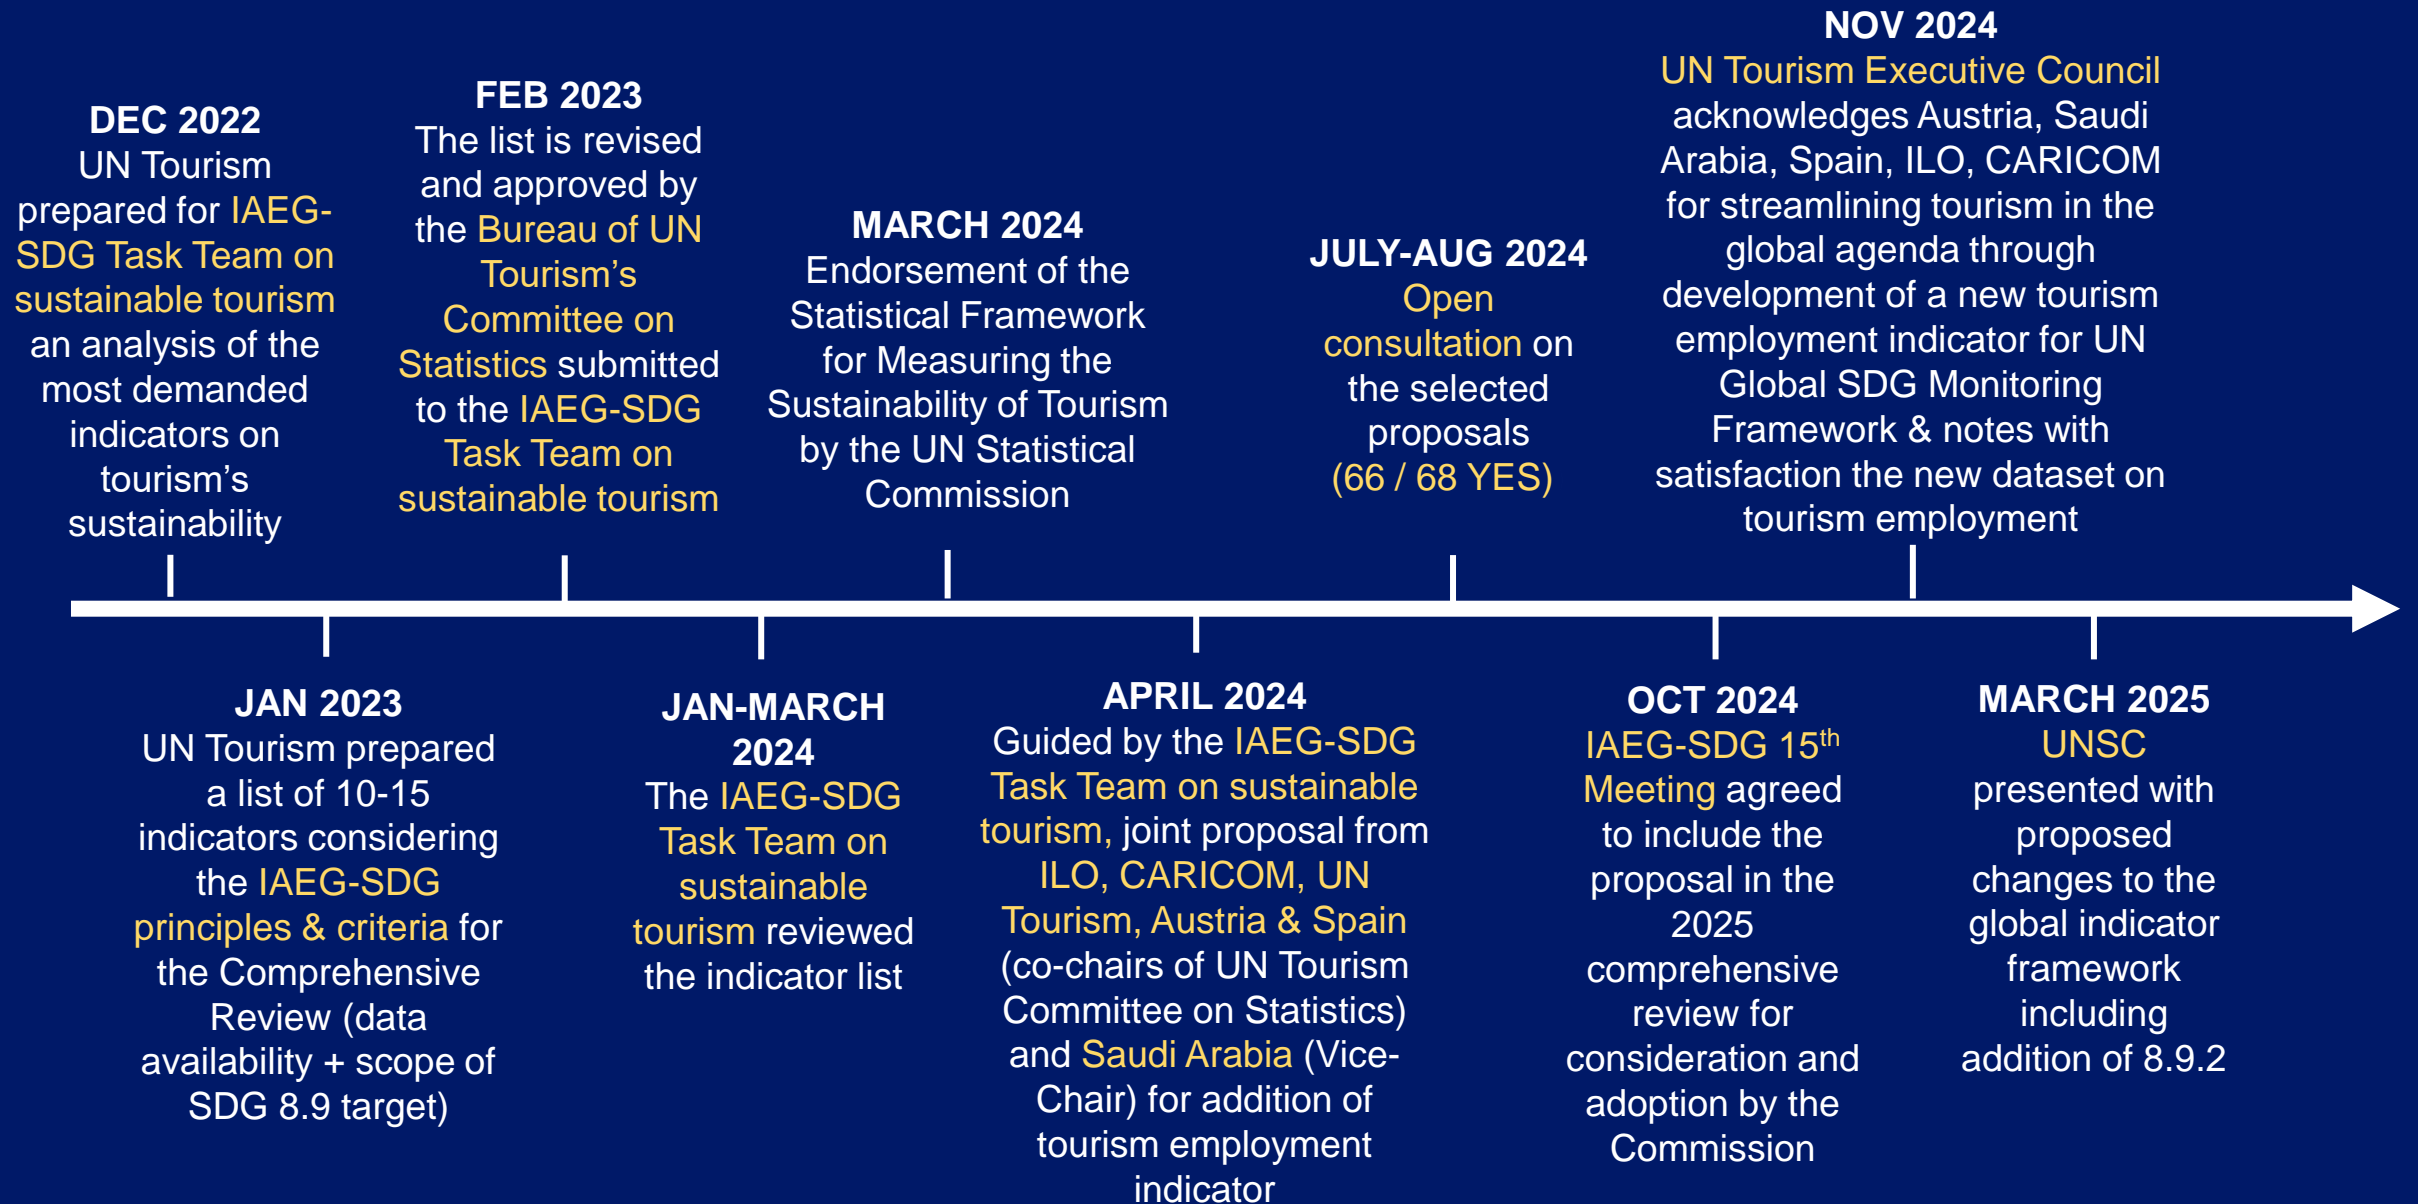 DEC 2022
UN Tourism
prepared for IAEG-
SDG Task Team on
sustainable tourism
an analysis of the
most demanded
indicators on
tourism’s
sustainability
JAN 2023
UN Tourism prepared
a list of 10-15
indicators considering
the IAEG-SDG
principles & criteria for
the Comprehensive
Review (data
availability + scope of
SDG 8.9 target)
FEB 2023
The list is revised
and approved by
the Bureau of UN
Tourism’s
Committee on
Statistics submitted
to the IAEG-SDG
Task Team on
sustainable tourism
JAN-MARCH
2024
The IAEG-SDG
Task Team on
sustainable
tourism reviewed
the indicator list
MARCH 2024
Endorsement of the
Statistical Framework
for Measuring the
Sustainability of Tourism
by the UN Statistical
Commission
APRIL 2024
Guided by the IAEG-SDG
Task Team on sustainable
tourism, joint proposal from
ILO, CARICOM, UN
Tourism, Austria & Spain
(co-chairs of UN Tourism
Committee on Statistics)
and Saudi Arabia (Vice-
Chair) for addition of
tourism employment
indicator
JULY-AUG 2024
Open
consultation on
the selected
proposals
(66 / 68 YES)
OCT 2024
IAEG-SDG 15th
Meeting agreed
to include the
proposal in the
2025
comprehensive
review for
consideration and
adoption by the
Commission
NOV 2024
UN Tourism Executive Council
acknowledges Austria, Saudi
Arabia, Spain, ILO, CARICOM
for streamlining tourism in the
global agenda through
development of a new tourism
employment indicator for UN
Global SDG Monitoring
Framework & notes with
satisfaction the new dataset on
tourism employment
MARCH 2025
UNSC
presented with
proposed
changes to the
global indicator
framework
including
addition of 8.9.2